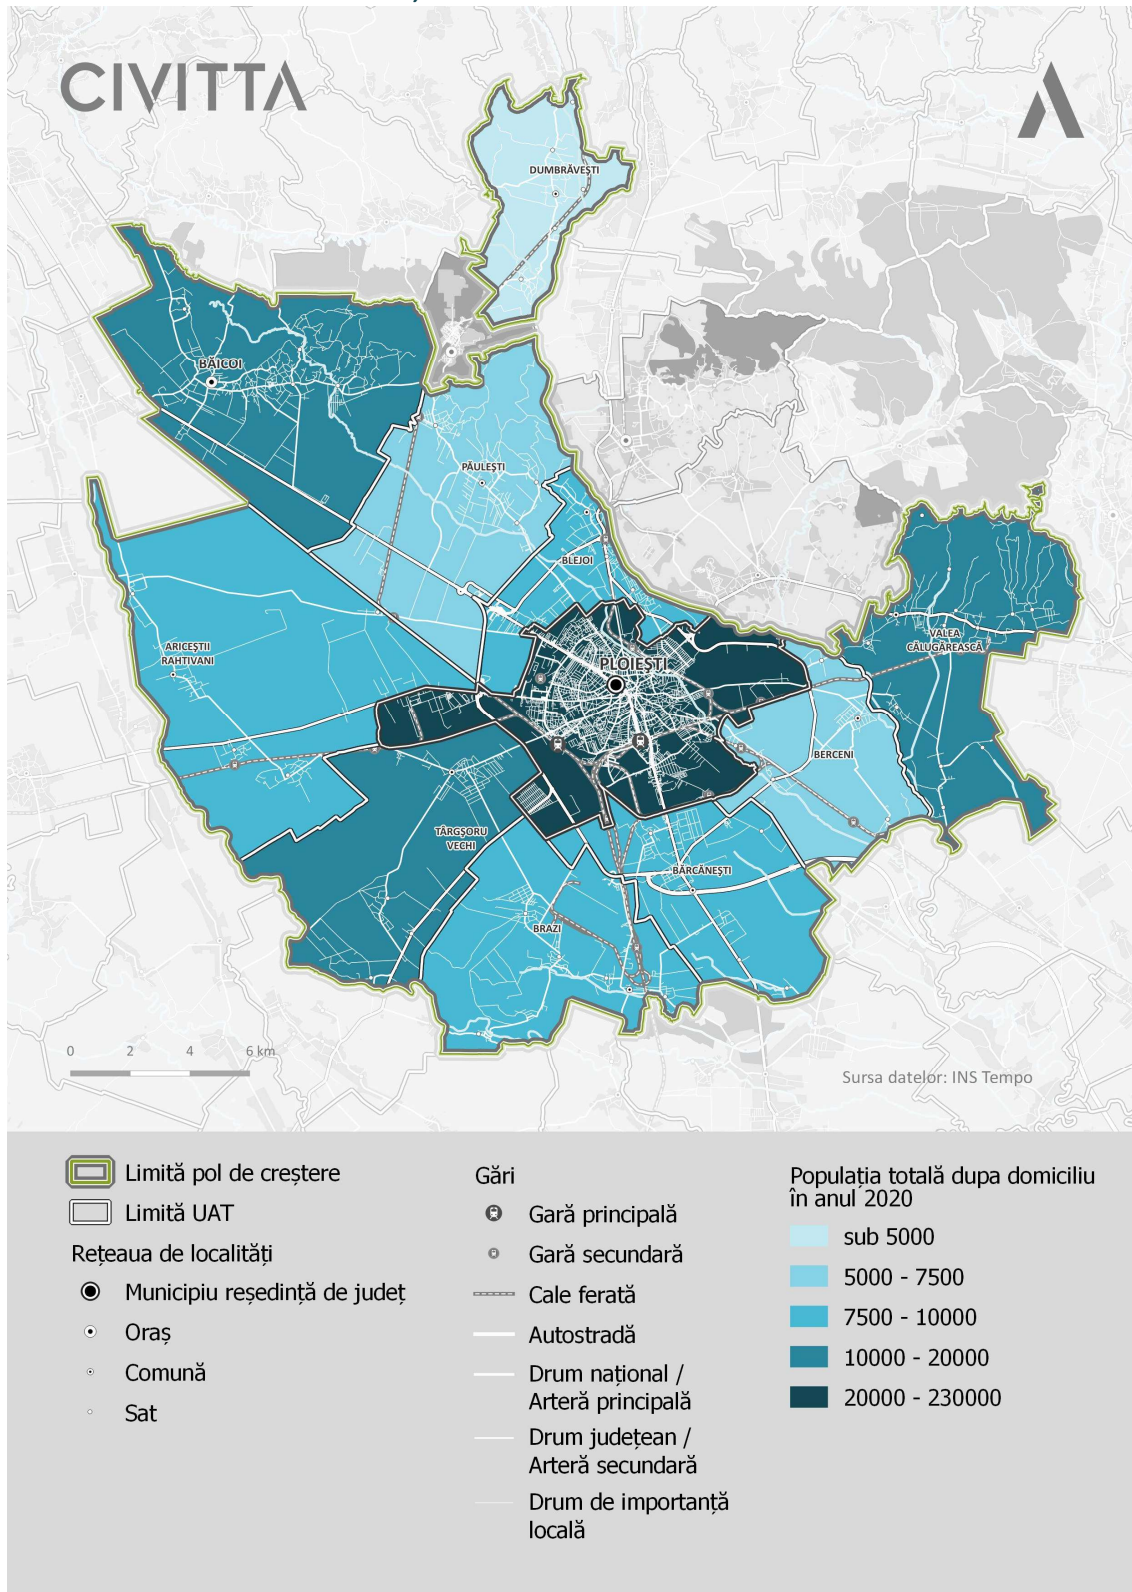 CIVITTA
DUMBRĂVEȘTI
BĂICOI
PĂULEȘTI
BLEJOI
ARICEȘTII
RAHTIVANI
PLOIEȘTI
VALEA
CĂLUGĂREASCĂ
BERCENI
TÂRGȘORU
VECHI
BĂRCĂNEȘTI
BRAZI
0 2 4 6 km
Sursa datelor: INS Tempo
Limită pol de creștere
Limită UAT
Rețeaua de localități
Municipiu reședință de județ
Oraș
Comună
Sat
Gări
Gară principală
Gară secundară
Cale ferată
Autostradă
Drum național /
Arteră principală
Drum județean /
Arteră secundară
Drum de importanță
locală
Populația totală dupa domiciliu
în anul 2020
sub 5000
5000 - 7500
7500 - 10000
10000 - 20000
20000 - 230000